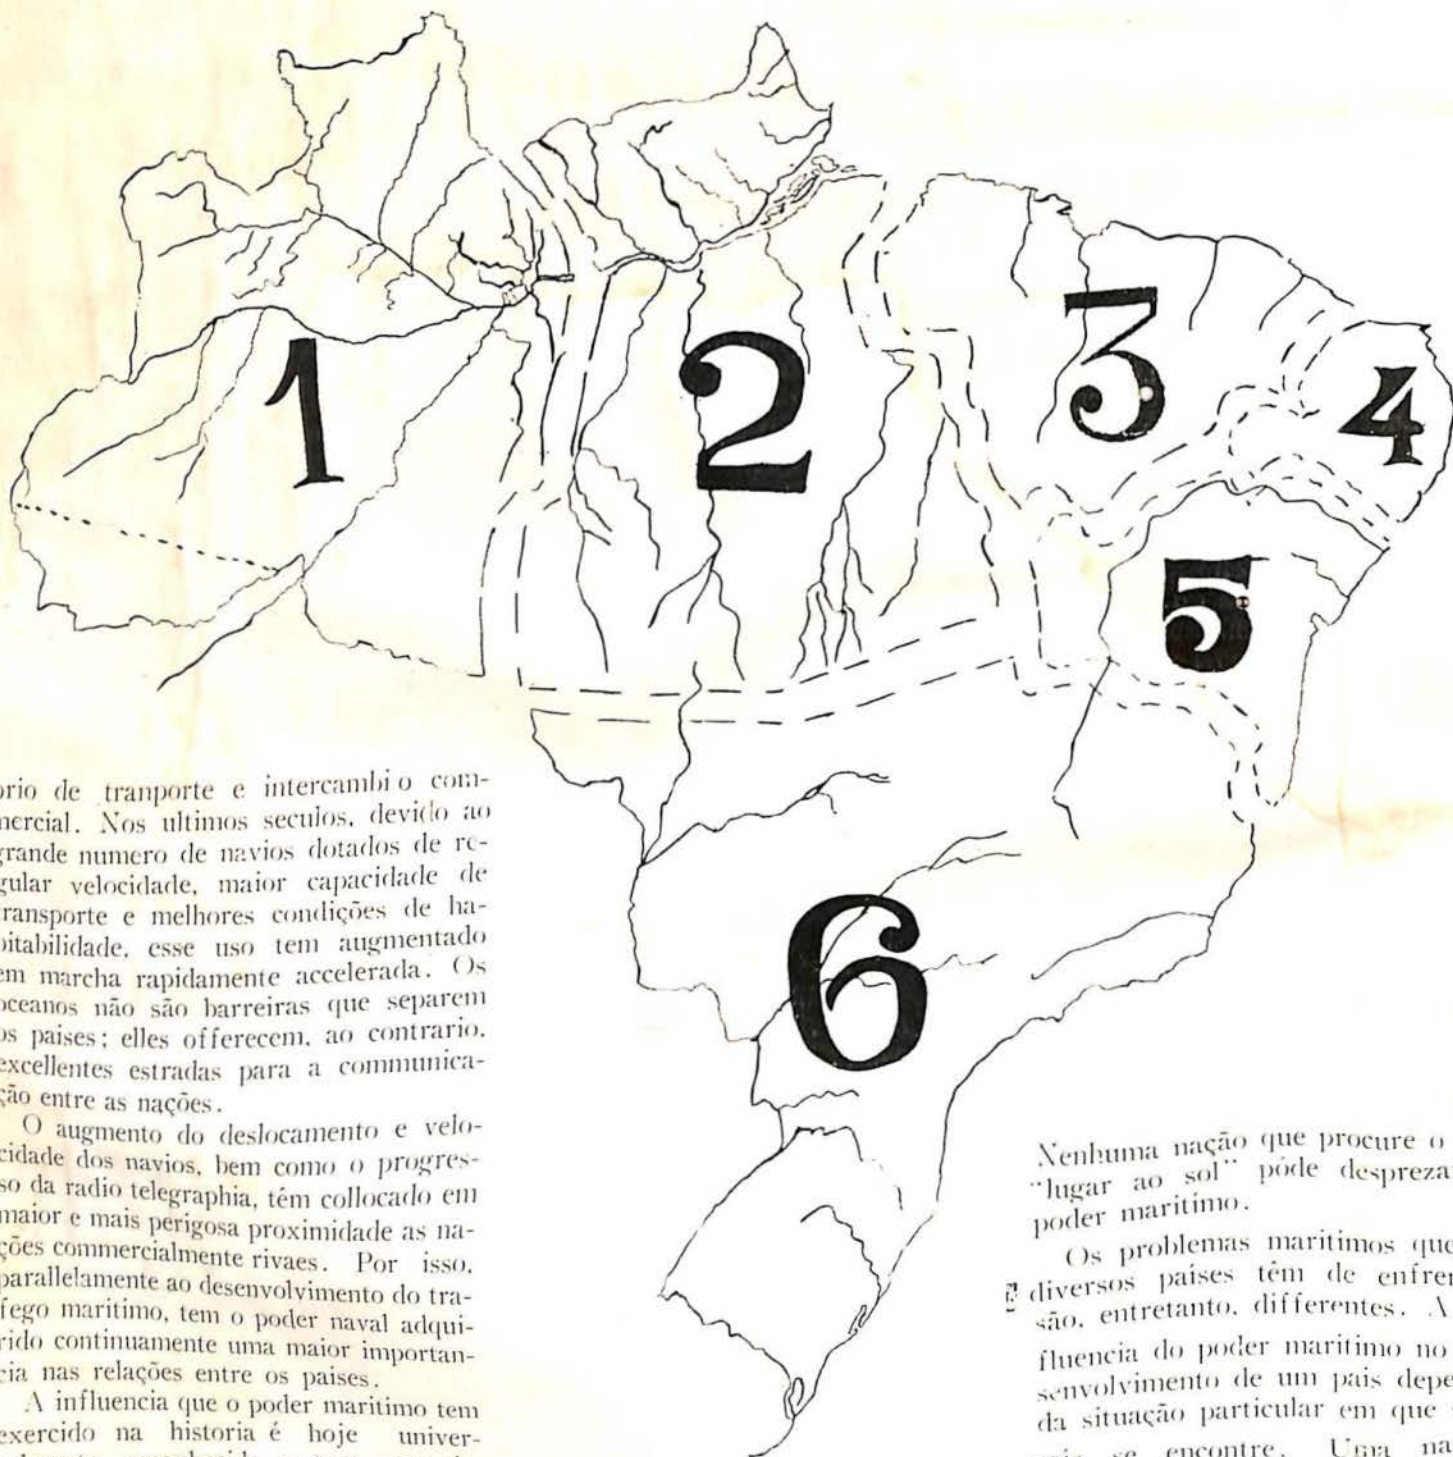 1
2
3
4
5
6
de tranporte e intercambio com-
mercial. Nos ultimos seculos, devido ao
grande numero de navios dotados de re-
gular velocidade, maior capacidade de
transporte e melhores condições de ha-
bitabilidade, esse uso tem augmentado
em marcha rapidamente accelerada. Os
oceanos não são barreiras que separem
os paises; elles offerecem, ao contrario,
excellentes estradas para a communica-
ção entre as nações.
O augmento do deslocamento e velo-
cidade dos navios, bem como o progres-
so da radio telegraphia, têm collocado em
maior e mais perigosa proximidade as na-
ções commercialmente rivaes. Por isso,
parallelamente ao desenvolvimento do tra-
fego maritimo, tem o poder naval adqui-
rido continuamente uma maior importan-
cia nas relações entre os paises.
A influencia que o poder maritimo tem
exercido na historia é hoje univer-
Nenhuma nação que procure o
"lugar ao sol" póde despreza
poder maritimo.
Os problemas maritimos que
diversos paises têm de enfre
são, entretanto, differentes. A
fluencia do poder maritimo no
senvolvimento de um pais depe
da situação particular em que
se encontre. Uma na